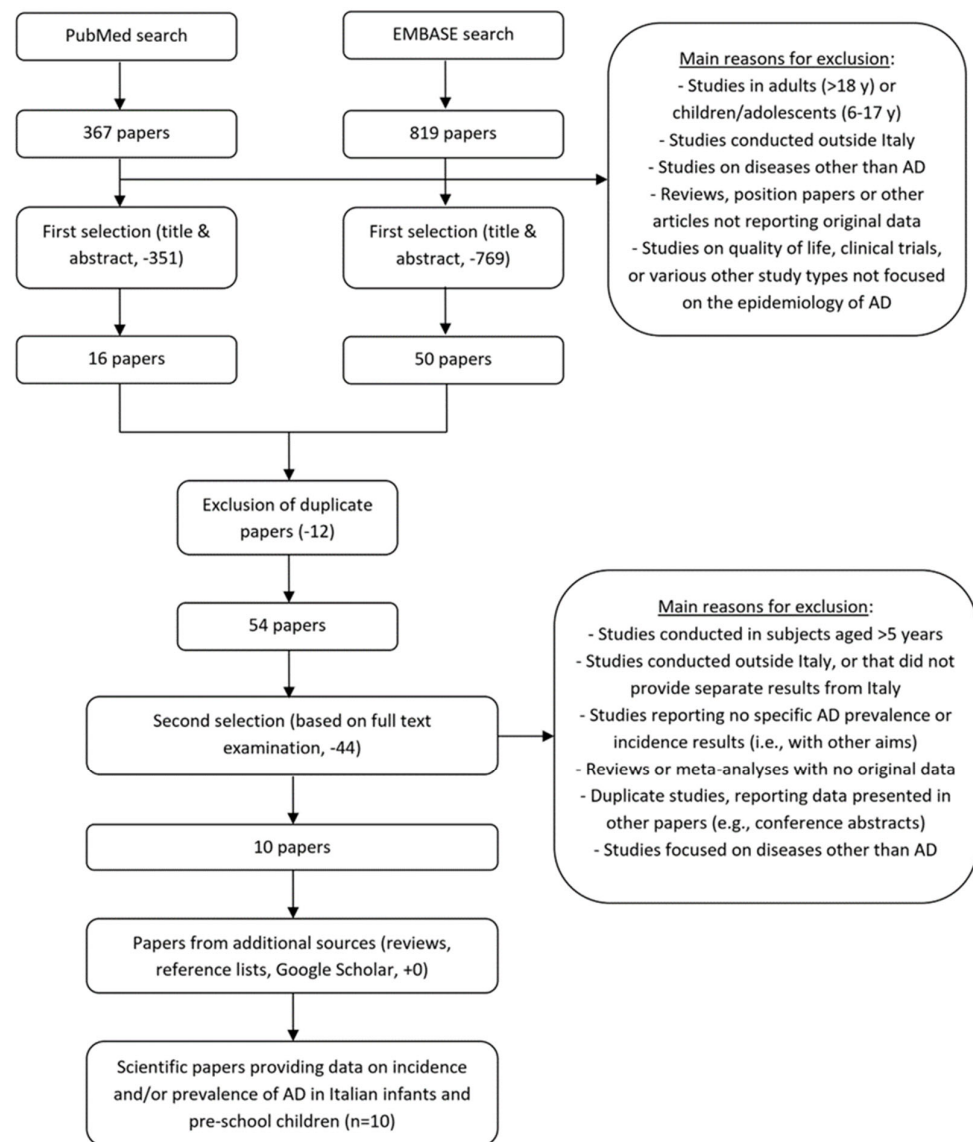 PubMed search
EMBASE search
367 papers
819 papers
Main reasons for exclusion:
- Studies in adults (>18 y) or
children/adolescents (6-17 y)
- Studies conducted outside Italy
- Studies on diseases other than AD
- Reviews, position papers or other
articles not reporting original data
- Studies on quality of life, clinical trials,
or various other study types not focused
on the epidemiology of AD
First selection (title &
abstract, -351)
First selection (title &
abstract, -769)
16 papers
50 papers
Exclusion of duplicate
papers (-12)
54 papers
Second selection (based on full text
examination, -44)
Main reasons for exclusion:
- Studies conducted in subjects aged >5 years
- Studies conducted outside Italy, or that did not
provide separate results from Italy
- Studies reporting no specific AD prevalence or
incidence results (i.e., with other aims)
- Reviews or meta-analyses with no original data
- Duplicate studies, reporting data presented in
other papers (e.g., conference abstracts)
- Studies focused on diseases other than AD
10 papers
Papers from additional sources (reviews,
reference lists, Google Scholar, +0)
Scientific papers providing data on incidence
and/or prevalence of AD in Italian infants and
pre-school children (n=10)